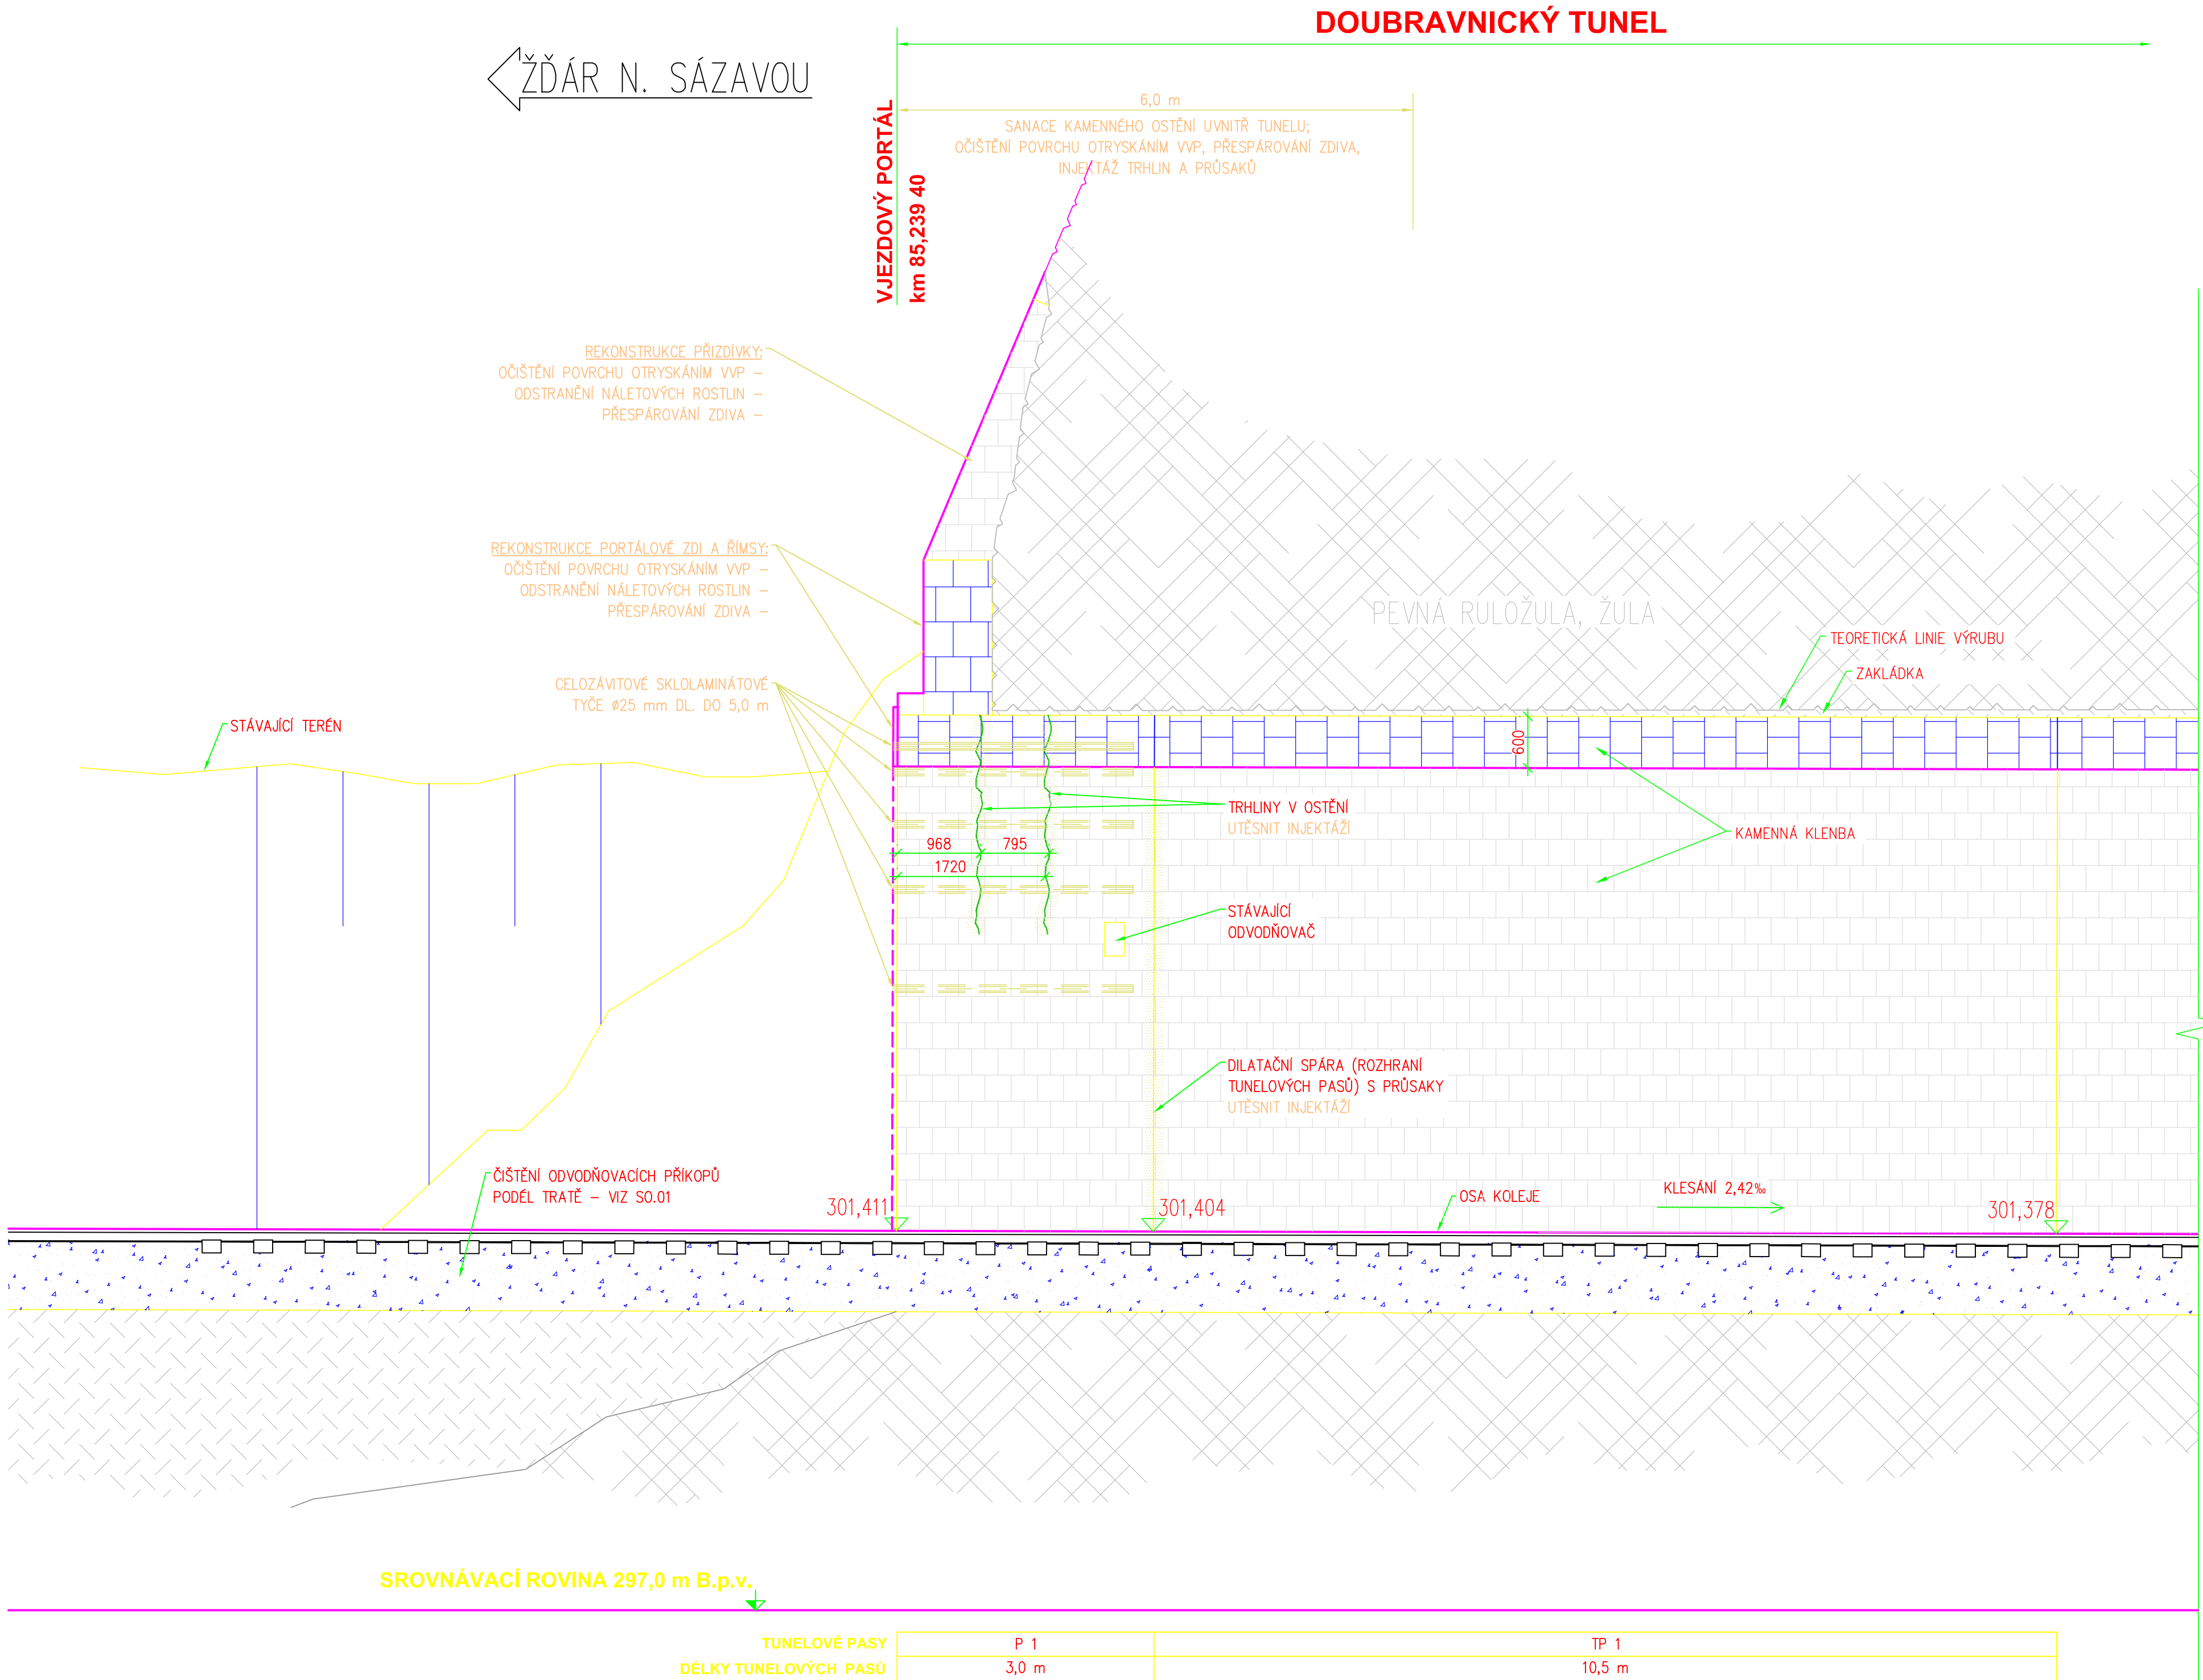 DOUBRAVNICKÝ TUNEL
ŽĎÁR N. SÁZAVOU
6,0 m
SANACE KAMENNÉHO OSTĚNÍ UVNITŘ TUNELU;
OČIŠTĚNÍ POVRCHU OTRYSKÁNÍM VVP, PŘESPÁROVÁNÍ ZDIVA,
INJEKTÁŽ TRHLIN A PRŮSAKŮ
VJEZDOVÝ PORTÁL
km 85,239 40
REKONSTRUKCE PŘIZDÍVKY:
OČIŠTĚNÍ POVRCHU OTRYSKÁNÍM VVP –
ODSTRANĚNÍ NÁLETOVÝCH ROSTLIN –
PŘESPÁROVÁNÍ ZDIVA –
REKONSTRUKCE PORTÁLOVÉ ZDI A ŘÍMSY:
OČIŠTĚNÍ POVRCHU OTRYSKÁNÍM VVP –
ODSTRANĚNÍ NÁLETOVÝCH ROSTLIN –
PŘESPÁROVÁNÍ ZDIVA –
PEVNÁ RULOŽULA, ŽULA
TEORETICKÁ LINIE VÝRUBU
ZAKLÁDKA
CELOZÁVITOVÉ SKLOLAMINÁTOVÉ
TYČE ø25 mm DL. DO 5,0 m
STÁVAJÍCÍ TERÉN
600
TRHLINY V OSTĚNÍ
UTĚSNIT INJEKTÁŽÍ
KAMENNÁ KLENBA
968
795
1720
STÁVAJÍCÍ
ODVODŇOVAČ
DILATAČNÍ SPÁRA (ROZHRANÍ
TUNELOVÝCH PASŮ) S PRŮSAKY
UTĚSNIT INJEKTÁŽÍ
ČIŠTĚNÍ ODVODŇOVACÍCH PŘÍKOPŮ
PODÉL TRATĚ – VIZ SO.01
301,411
301,404
OSA KOLEJE
KLESÁNÍ 2,42‰
301,378
SROVNÁVACÍ ROVINA 297,0 m B.p.v.
TUNELOVÉ PASY
P 1
TP 1
DÉLKY TUNELOVÝCH PASŮ
3,0 m
10,5 m